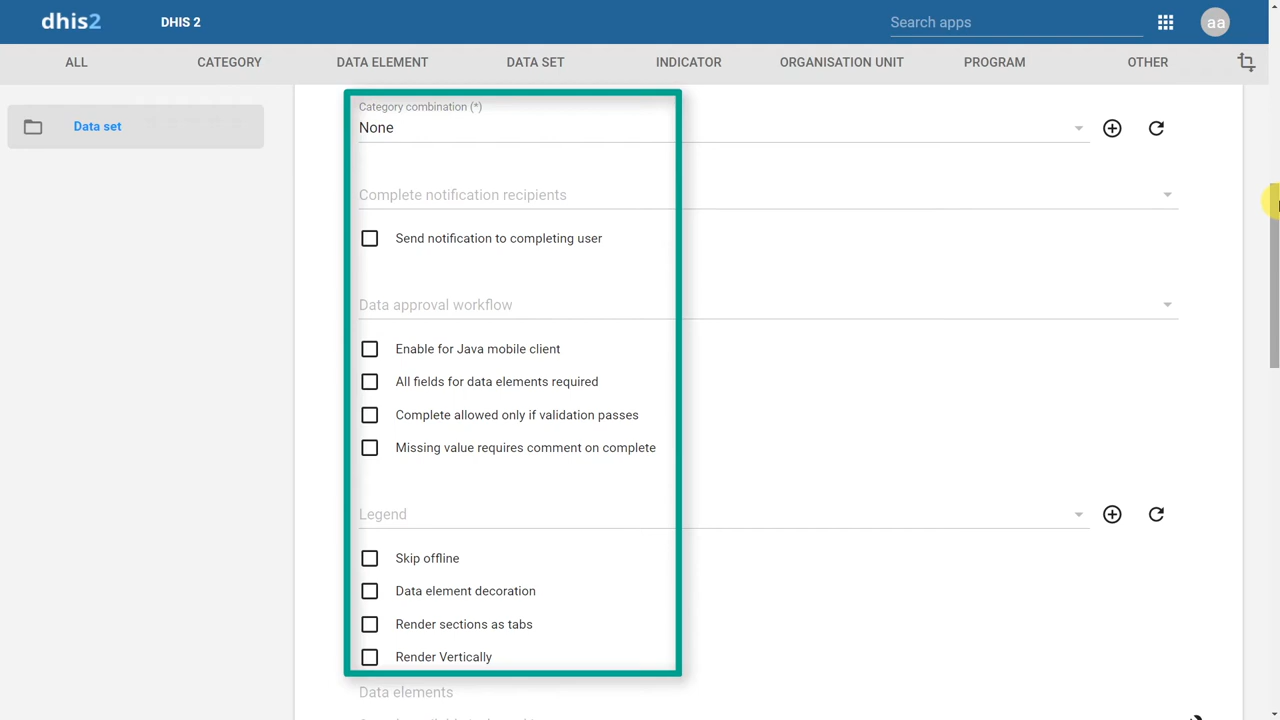 dhis2 DHIS 2 Search apps aa
ALL CATEGORY DATA ELEMENT DATA SET INDICATOR ORGANISATION UNIT PROGRAM OTHER
Data set
Category combination (*)
None
Complete notification recipients
Send notification to completing user
Data approval workflow
Enable for Java mobile client
All fields for data elements required
Complete allowed only if validation passes
Missing value requires comment on complete
Legend
Skip offline
Data element decoration
Render sections as tabs
Render Vertically
Data elements